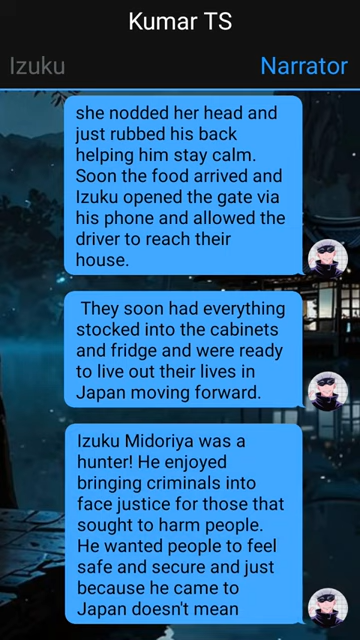 Kumar TS
Izuku Narrator
she nodded her head and
just rubbed his back
helping him stay calm.
Soon the food arrived and
Izuku opened the gate via
his phone and allowed the
driver to reach their
house.
They soon had everything
stocked into the cabinets
and fridge and were ready
to live out their lives in
Japan moving forward.
Izuku Midoriya was a
hunter! He enjoyed
bringing criminals into
face justice for those that
sought to harm people.
He wanted people to feel
safe and secure and just
because he came to
Japan doesn't mean